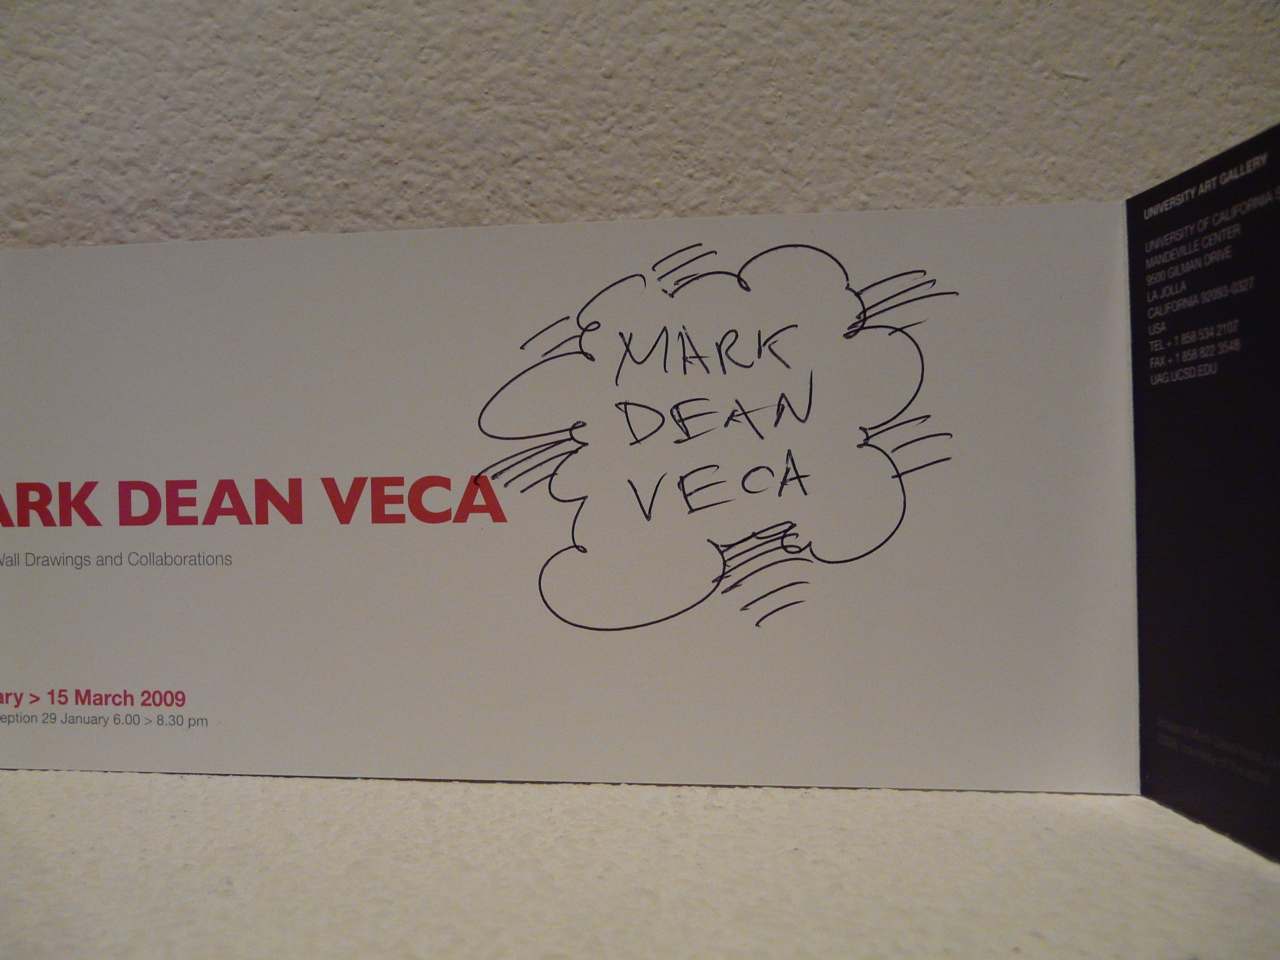 ARK DEAN VECA
Wall Drawings and Collaborations
ary > 15 March 2009
eption 29 January 6.00 > 8.30 pm
MARK
DEAN
VECA
UNIVERSITY ART GALLERY
UNIVERSITY OF CALIFORNIA
MANDEVILLE CENTER
9500 GILMAN DRIVE
LA JOLLA
CALIFORNIA 92093-0327
USA
TEL + 1 858 534 2107
FAX + 1 858 822 3548
UAG.UCSD.EDU